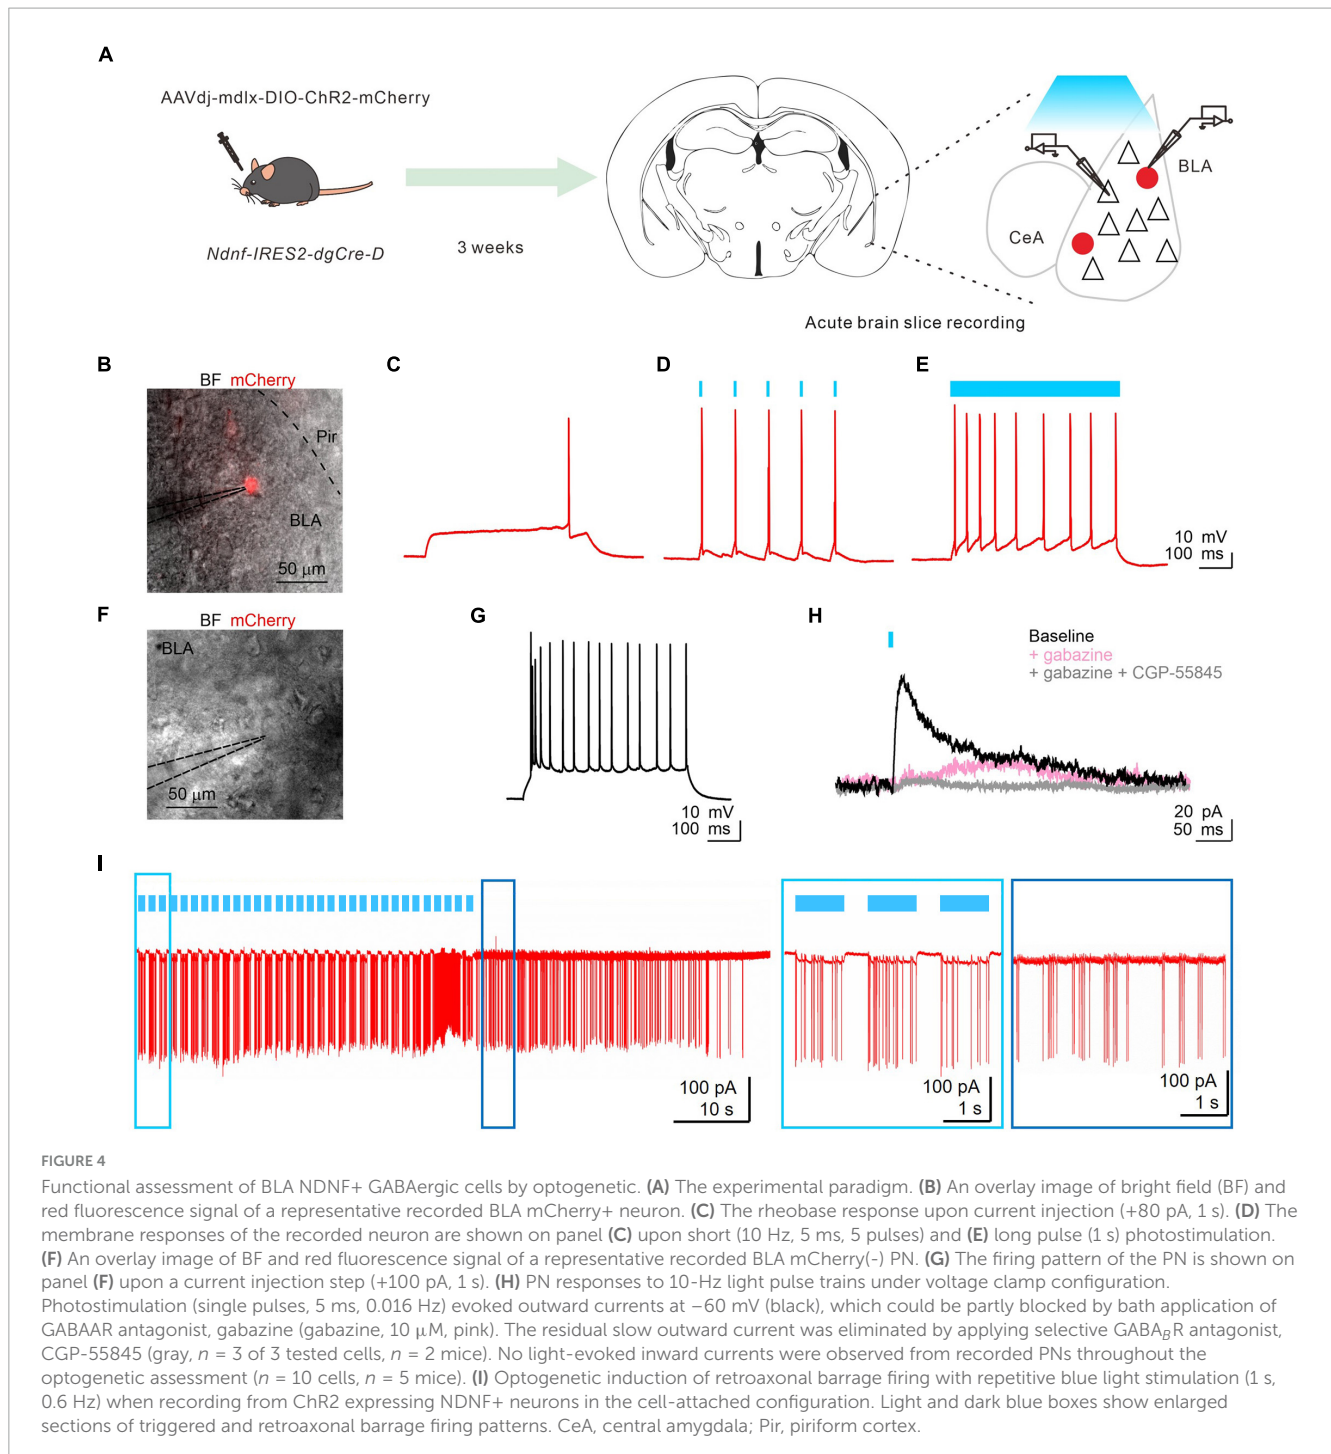 A
AAVdj-mdlx-DIO-ChR2-mCherry
Ndnf-IRES2-dgCre-D
3 weeks
BLA
CeA
Acute brain slice recording
B
BF mCherry
Pir
BLA
50 μm
C
D
E
10 mV
100 ms
F
BF mCherry
BLA
50 μm
G
10 mV
100 ms
H
Baseline
+ gabazine
+ gabazine + CGP-55845
20 pA
50 ms
I
100 pA
10 s
100 pA
1 s
100 pA
1 s
FIGURE 4
Functional assessment of BLA NDNF+ GABAergic cells by optogenetic. (A) The experimental paradigm. (B) An overlay image of bright field (BF) and
red fluorescence signal of a representative recorded BLA mCherry+ neuron. (C) The rheobase response upon current injection (+80 pA, 1 s). (D) The
membrane responses of the recorded neuron are shown on panel (C) upon short (10 Hz, 5 ms, 5 pulses) and (E) long pulse (1 s) photostimulation.
(F) An overlay image of BF and red fluorescence signal of a representative recorded BLA mCherry(-) PN. (G) The firing pattern of the PN is shown on
panel (F) upon a current injection step (+100 pA, 1 s). (H) PN responses to 10-Hz light pulse trains under voltage clamp configuration.
Photostimulation (single pulses, 5 ms, 0.016 Hz) evoked outward currents at −60 mV (black), which could be partly blocked by bath application of
GABAAR antagonist, gabazine (gabazine, 10 μM, pink). The residual slow outward current was eliminated by applying selective GABA_BR antagonist,
CGP-55845 (gray, n = 3 of 3 tested cells, n = 2 mice). No light-evoked inward currents were observed from recorded PNs throughout the
optogenetic assessment (n = 10 cells, n = 5 mice). (I) Optogenetic induction of retroaxonal barrage firing with repetitive blue light stimulation (1 s,
0.6 Hz) when recording from ChR2 expressing NDNF+ neurons in the cell-attached configuration. Light and dark blue boxes show enlarged
sections of triggered and retroaxonal barrage firing patterns. CeA, central amygdala; Pir, piriform cortex.